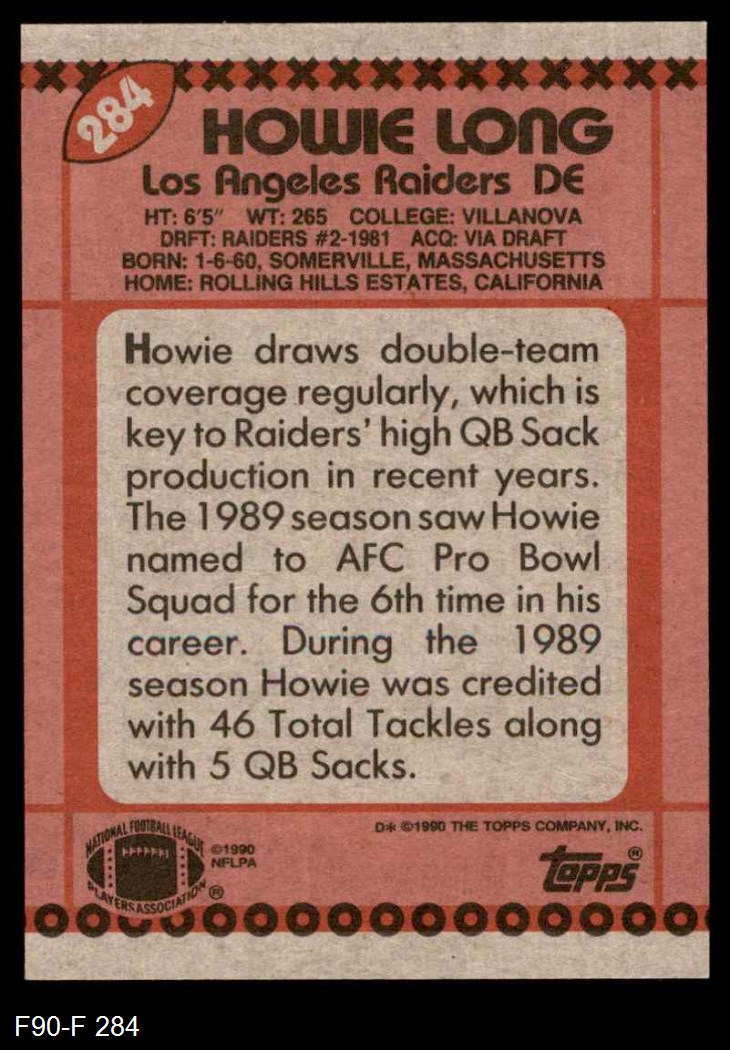 284
HOWIE LONG
Los Angeles Raiders DE
HT: 6'5" WT: 265 COLLEGE: VILLANOVA
DRFT: RAIDERS #2-1981 ACQ: VIA DRAFT
BORN: 1-6-60, SOMERVILLE, MASSACHUSETTS
HOME: ROLLING HILLS ESTATES, CALIFORNIA
Howie draws double-team
coverage regularly, which is
key to Raiders' high QB Sack
production in recent years.
The 1989 season saw Howie
named to AFC Pro Bowl
Squad for the 6th time in his
career. During the 1989
season Howie was credited
with 46 Total Tackles along
with 5 QB Sacks.
NATIONAL FOOTBALL LEAGUE
PLAYERS ASSOCIATION ®
©1990
NFLPA
D* ©1990 THE TOPPS COMPANY, INC.
topps®
F90-F 284